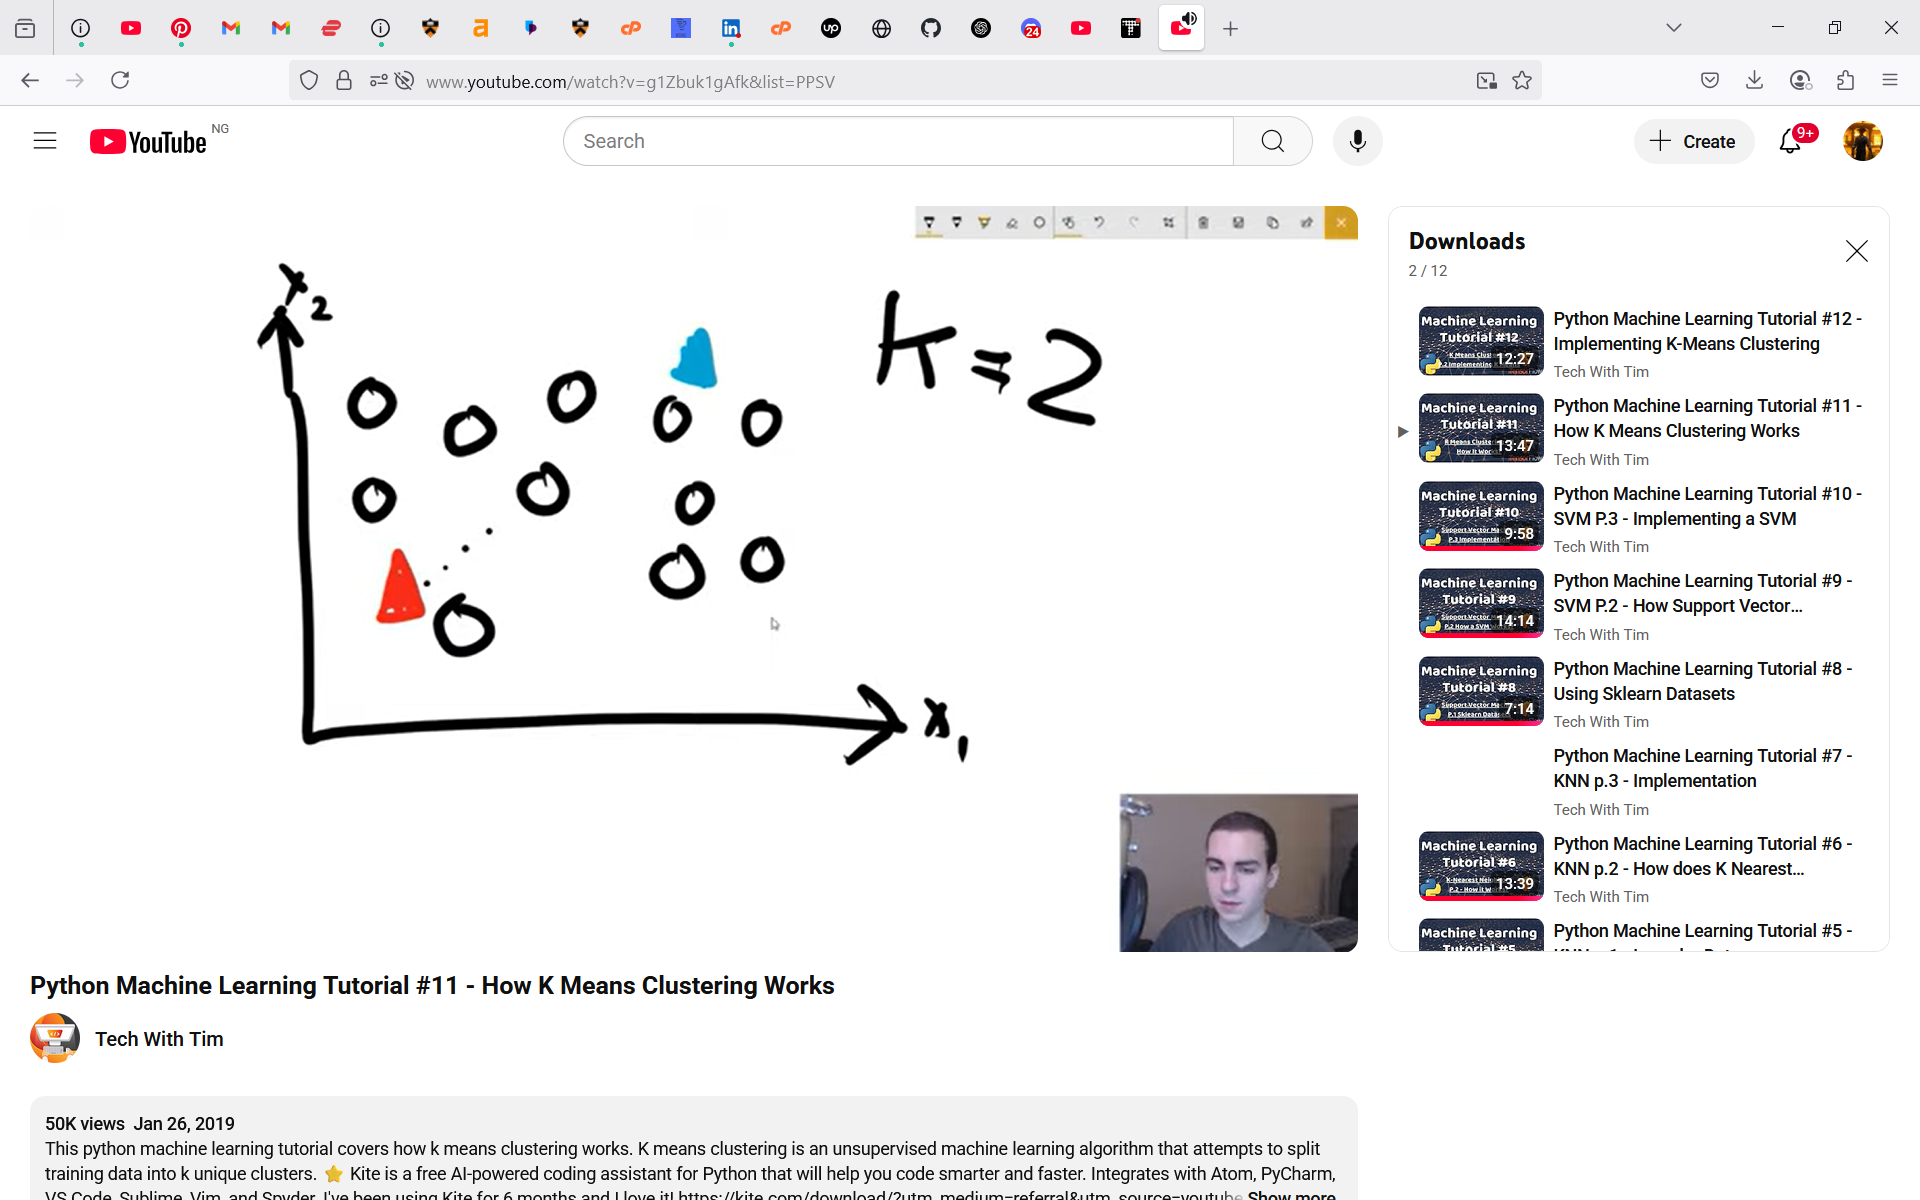 24
www.youtube.com/watch?v=g1Zbuk1gAfk&list=PPSV
YouTube NG
Search
Create
9+
x2
K=2
x1
Downloads
2 / 12
Machine Learning
Tutorial #12
12:27
Python Machine Learning Tutorial #12 -
Implementing K-Means Clustering
Tech With Tim
Machine Learning
Tutorial #11
13:47
Python Machine Learning Tutorial #11 -
How K Means Clustering Works
Tech With Tim
Machine Learning
Tutorial #10
9:58
Python Machine Learning Tutorial #10 -
SVM P.3 - Implementing a SVM
Tech With Tim
Machine Learning
Tutorial #9
14:14
Python Machine Learning Tutorial #9 -
SVM P.2 - How Support Vector...
Tech With Tim
Machine Learning
Tutorial #8
7:14
Python Machine Learning Tutorial #8 -
Using Sklearn Datasets
Tech With Tim
Python Machine Learning Tutorial #7 -
KNN p.3 - Implementation
Tech With Tim
Machine Learning
Tutorial #6
13:39
Python Machine Learning Tutorial #6 -
KNN p.2 - How does K Nearest...
Tech With Tim
Machine Learning
Python Machine Learning Tutorial #5 -
Python Machine Learning Tutorial #11 - How K Means Clustering Works
Tech With Tim
50K views Jan 26, 2019
This python machine learning tutorial covers how k means clustering works. K means clustering is an unsupervised machine learning algorithm that attempts to split
training data into k unique clusters. ⭐ Kite is a free AI-powered coding assistant for Python that will help you code smarter and faster. Integrates with Atom, PyCharm,
VS Code, Sublime, Vim, and Spyder. I've been using Kite for 6 months and I love it! https://kite.com/download/?utm_medium=referral&utm_source=youtube Show more